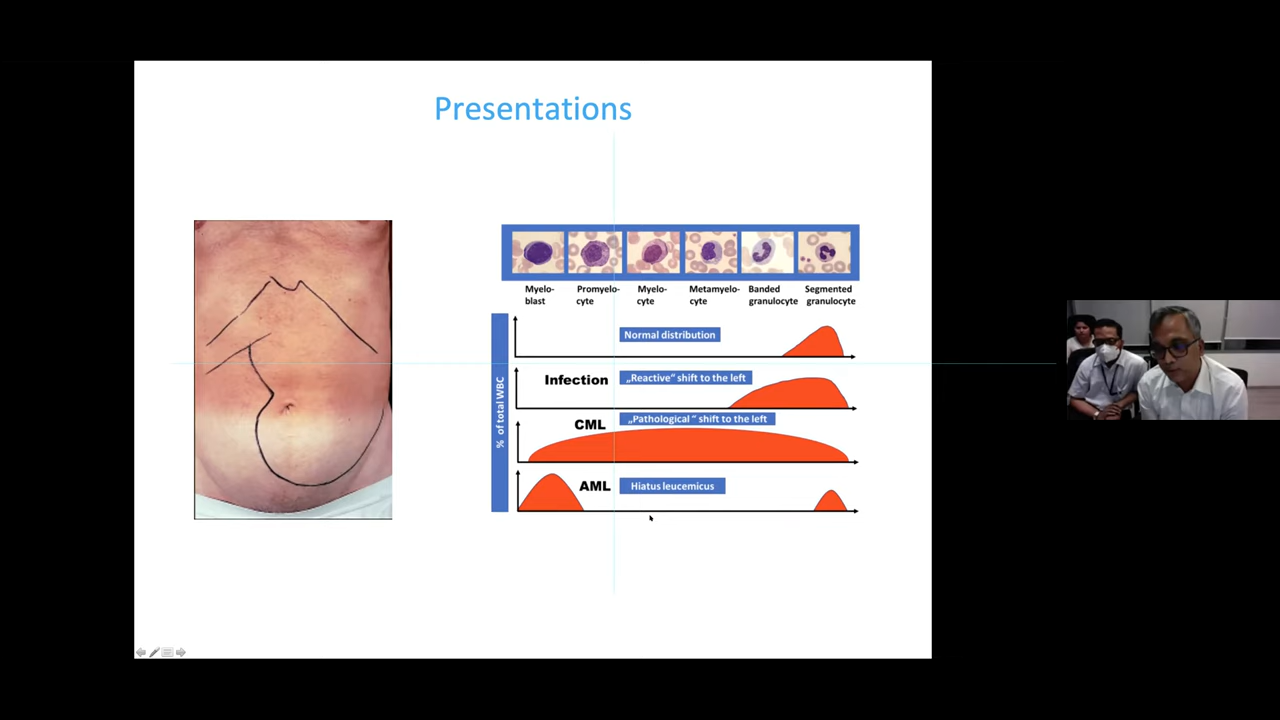 Presentations
Myelo-
blast
Promyelo-
cyte
Myelo-
cyte
Metamyelo-
cyte
Banded
granulocyte
Segmented
granulocyte
% of total WBC
Normal distribution
Infection
„Reactive“ shift to the left
CML
„Pathological “ shift to the left
AML
Hiatus leucemicus